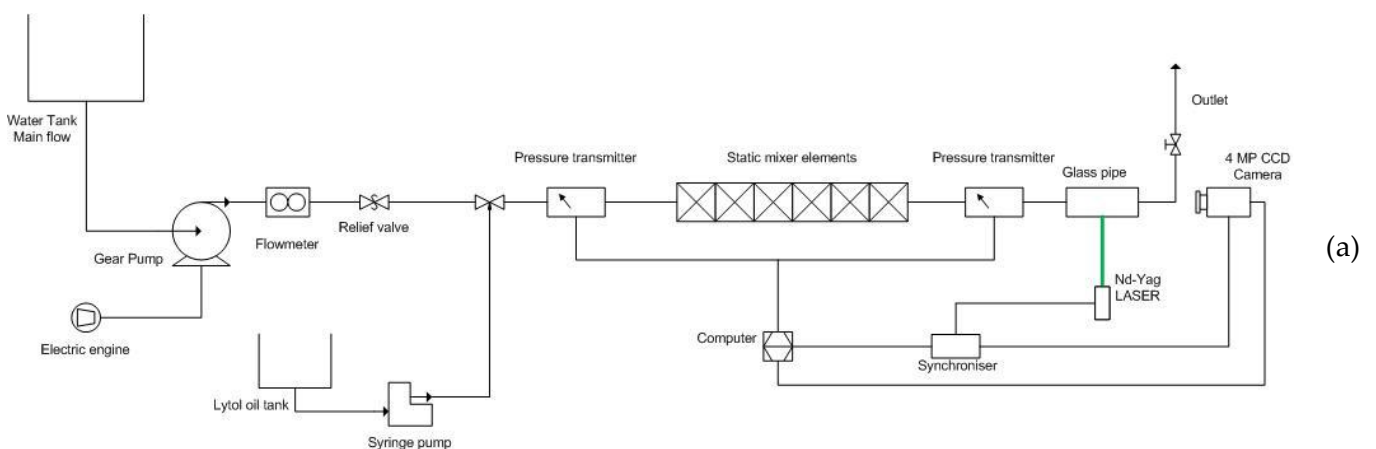 Water Tank
Main flow
Gear Pump
Electric engine
Flowmeter
Relief valve
Lytol oil tank
Syringe pump
Pressure transmitter
Static mixer elements
Pressure transmitter
Glass pipe
Outlet
4 MP CCD
Camera
Nd-Yag
LASER
Computer
Synchroniser
(a)